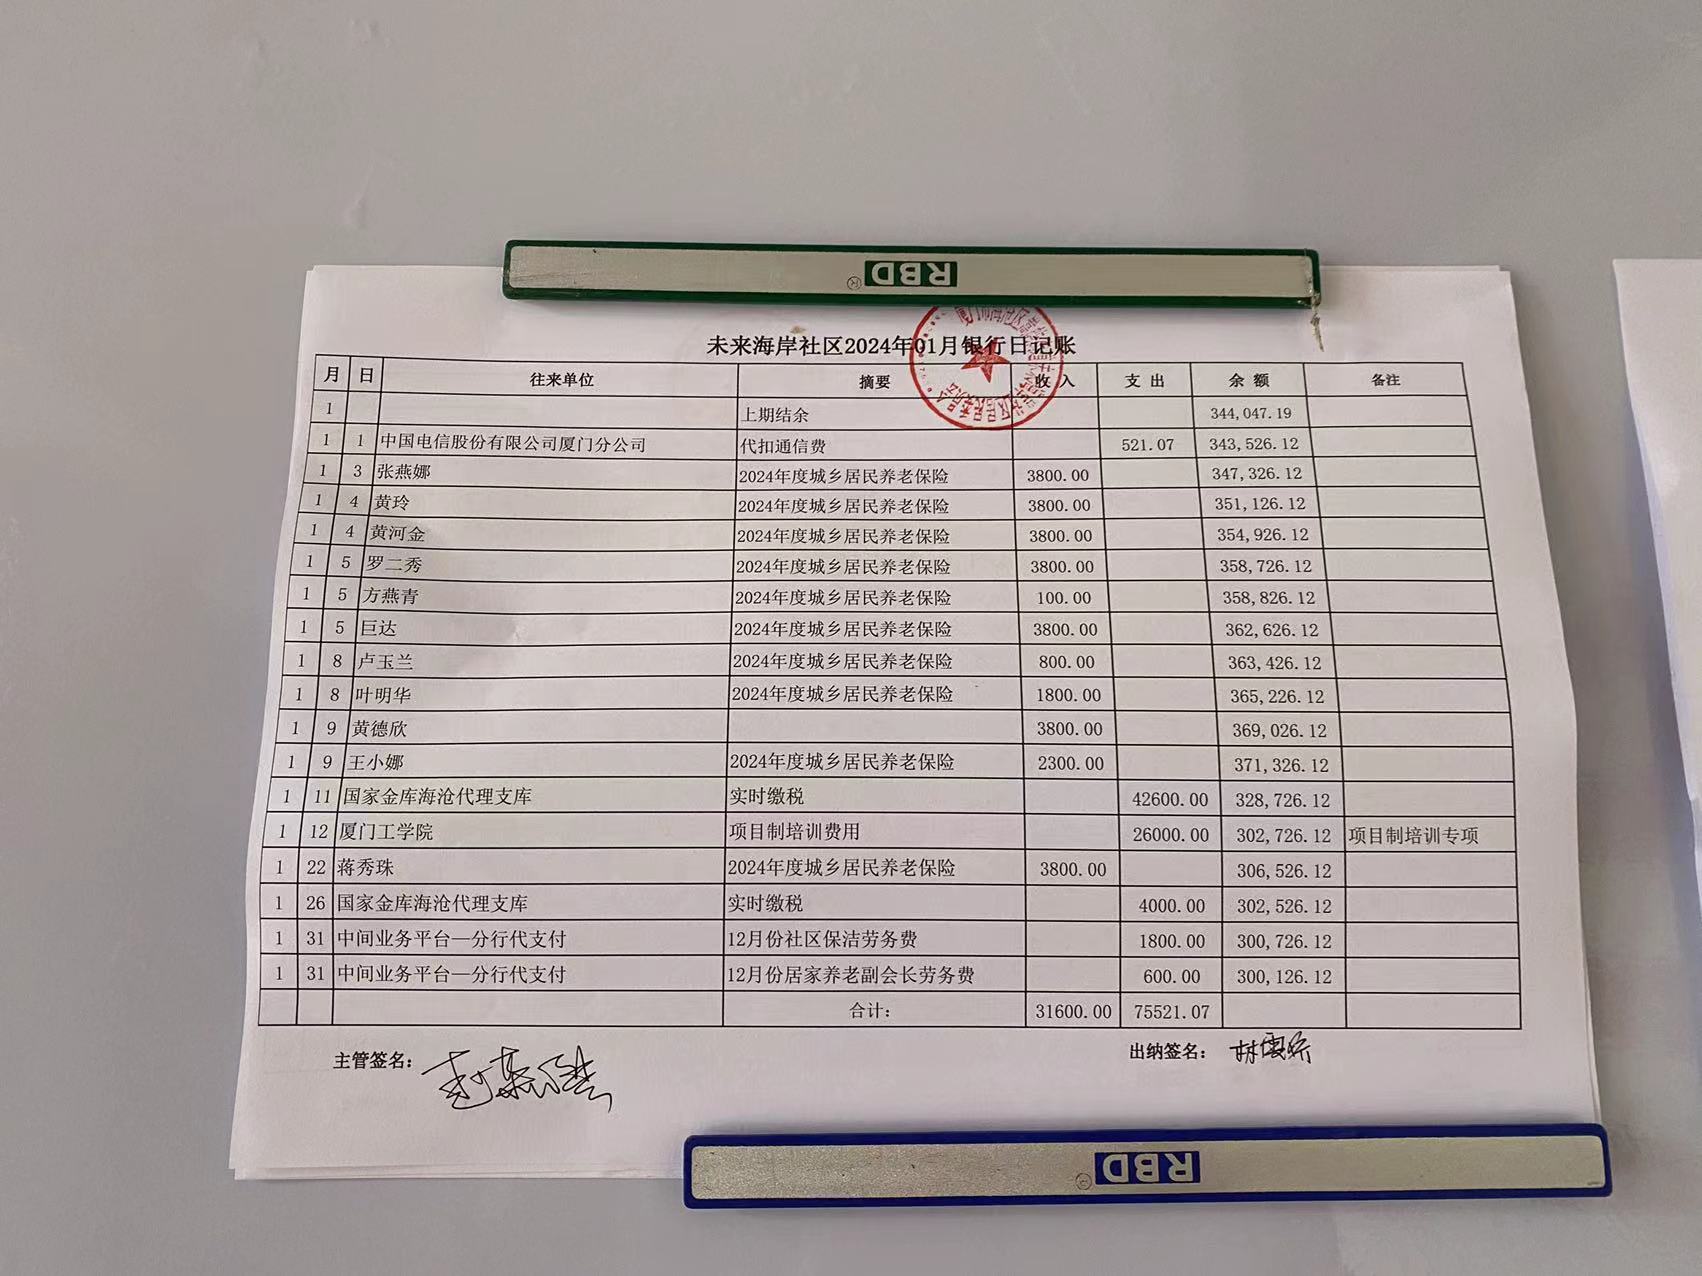 RBD
未来海岸社区2024年01月银行日记账
月 日 往来单位 摘要 收入 支出 余额 备注
1 上期结余 344,047.19
1 1 中国电信股份有限公司厦门分公司 代扣通信费 521.07 343,526.12
1 3 张燕娜 2024年度城乡居民养老保险 3800.00 347,326.12
1 4 黄玲 2024年度城乡居民养老保险 3800.00 351,126.12
1 4 黄河金 2024年度城乡居民养老保险 3800.00 354,926.12
1 5 罗二秀 2024年度城乡居民养老保险 3800.00 358,726.12
1 5 方燕青 2024年度城乡居民养老保险 100.00 358,826.12
1 5 巨达 2024年度城乡居民养老保险 3800.00 362,626.12
1 8 卢玉兰 2024年度城乡居民养老保险 800.00 363,426.12
1 8 叶明华 2024年度城乡居民养老保险 1800.00 365,226.12
1 9 黄德欣 3800.00 369,026.12
1 9 王小娜 2024年度城乡居民养老保险 2300.00 371,326.12
1 11 国家金库海沧代理支库 实时缴税 42600.00 328,726.12
1 12 厦门工学院 项目制培训费用 26000.00 302,726.12 项目制培训专项
1 22 蒋秀珠 2024年度城乡居民养老保险 3800.00 306,526.12
1 26 国家金库海沧代理支库 实时缴税 4000.00 302,526.12
1 31 中间业务平台—分行代支付 12月份社区保洁劳务费 1800.00 300,726.12
1 31 中间业务平台—分行代支付 12月份居家养老副会长劳务费 600.00 300,126.12
合计： 31600.00 75521.07
主管签名： 出纳签名：
RBD